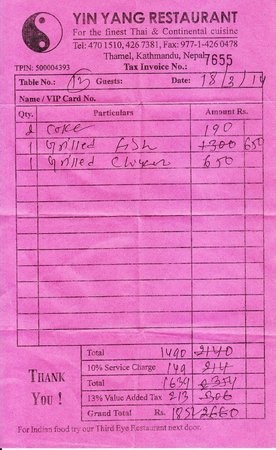 YIN YANG RESTAURANT
For the finest Thai & Continental cuisine
Tel: 470 1510, 426 7381, Fax: 977-1-426 0478
Thamel, Kathmandu, Nepal
TPIN: 500004393 Tax Invoice No.: 7655
Table No.: 12 Guests: Date: 18/3/14
Name / VIP Card No.
Qty. Particulars Amount Rs.
2 Coke 190
1 Grilled Fish 1300 650
1 Grilled Chicken 650
Total 1490 2140
10% Service Charge 149 214
Total 1639 2354
13% Value Added Tax 213 306
Grand Total Rs. 1852 2660
THANK YOU !
For Indian food try our Third Eye Restaurant next door.